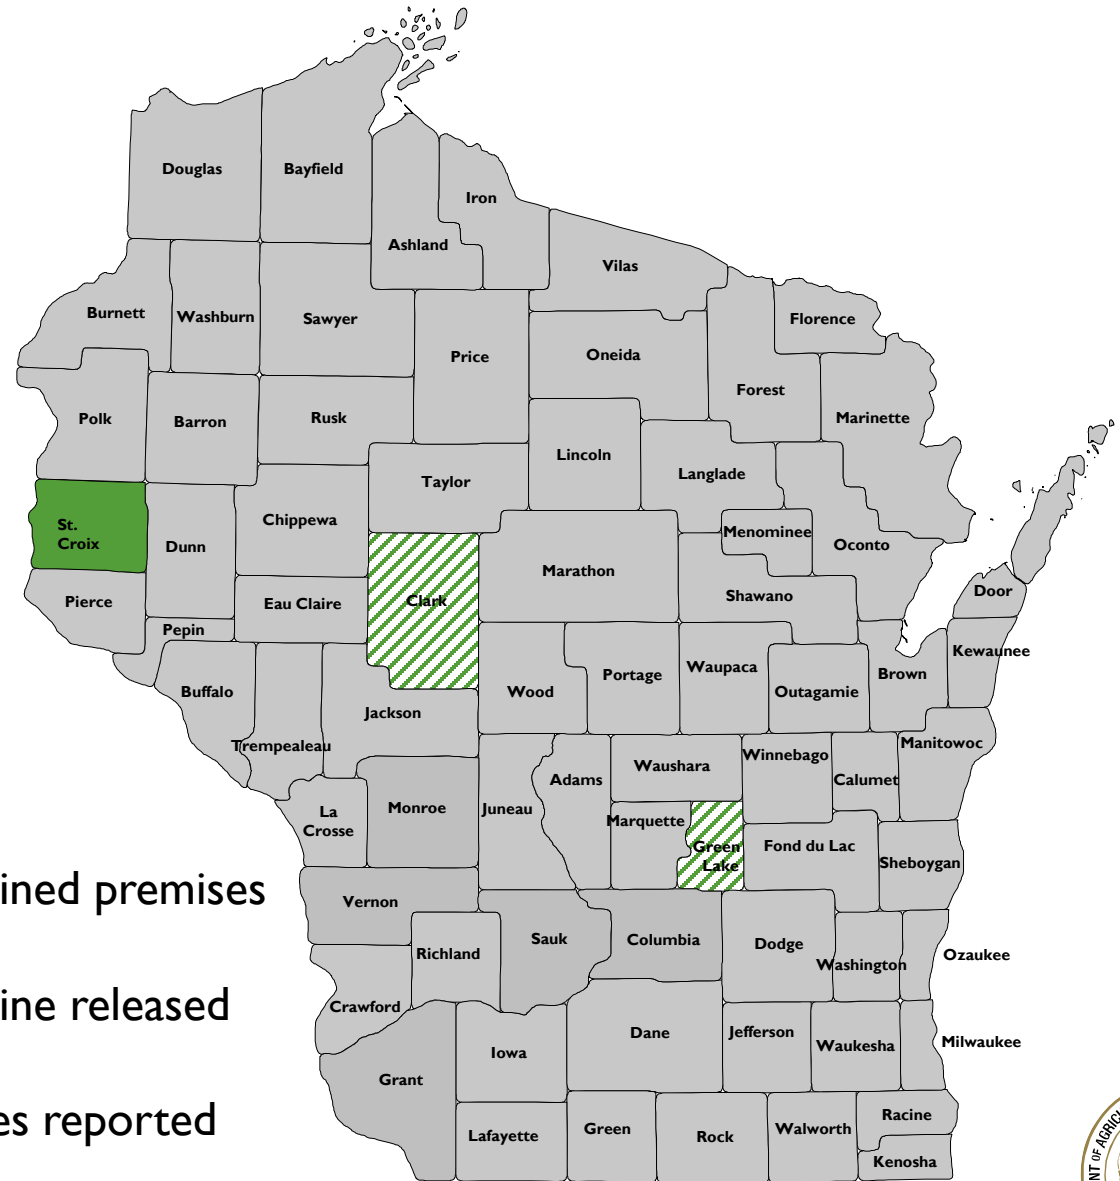 Douglas
Bayfield
Iron
Ashland
Vilas
Burnett
Washburn
Sawyer
Florence
Price
Oneida
Forest
Polk
Barron
Rusk
Marinette
Lincoln
Langlade
Taylor
St.
Croix
Chippewa
Menominee
Dunn
Oconto
Marathon
Pierce
Eau Claire
Clark
Shawano
Door
Pepin
Kewaunee
Buffalo
Wood
Portage
Waupaca
Brown
Outagamie
Jackson
Trempealeau
Manitowoc
Winnebago
Waushara
Adams
Calumet
La
Crosse
Monroe
Juneau
Marquette
Green
Lake
Fond du Lac
Sheboygan
ined premises
Vernon
Sauk
Columbia
Dodge
Richland
Washington
Ozaukee
ine released
Crawford
Dane
Jefferson
Waukesha
Milwaukee
Iowa
Grant
es reported
Lafayette
Green
Rock
Walworth
Racine
Kenosha
NT OF AGRIC